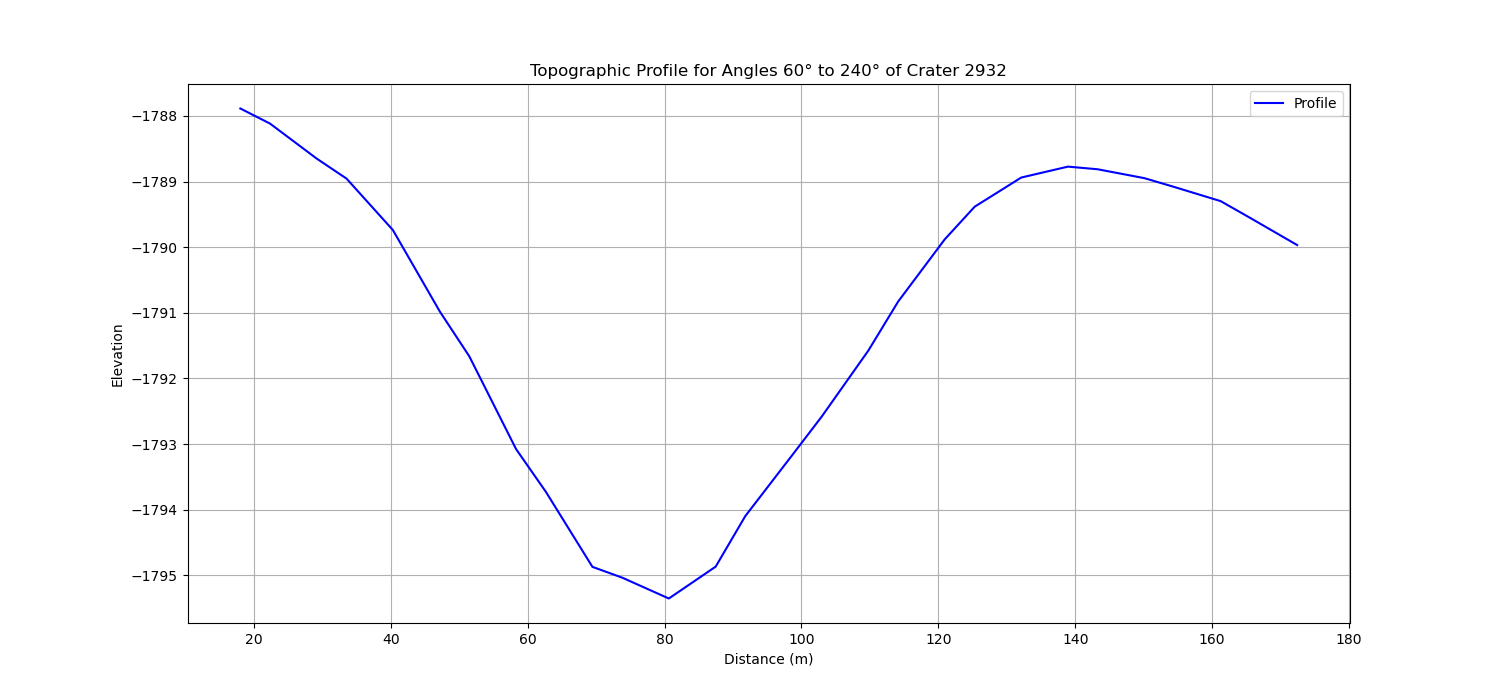 Topographic Profile for Angles 60° to 240° of Crater 2932
Profile
−1788
−1789
−1790
−1791
−1792
−1793
−1794
−1795
Elevation
20 40 60 80 100 120 140 160 180
Distance (m)